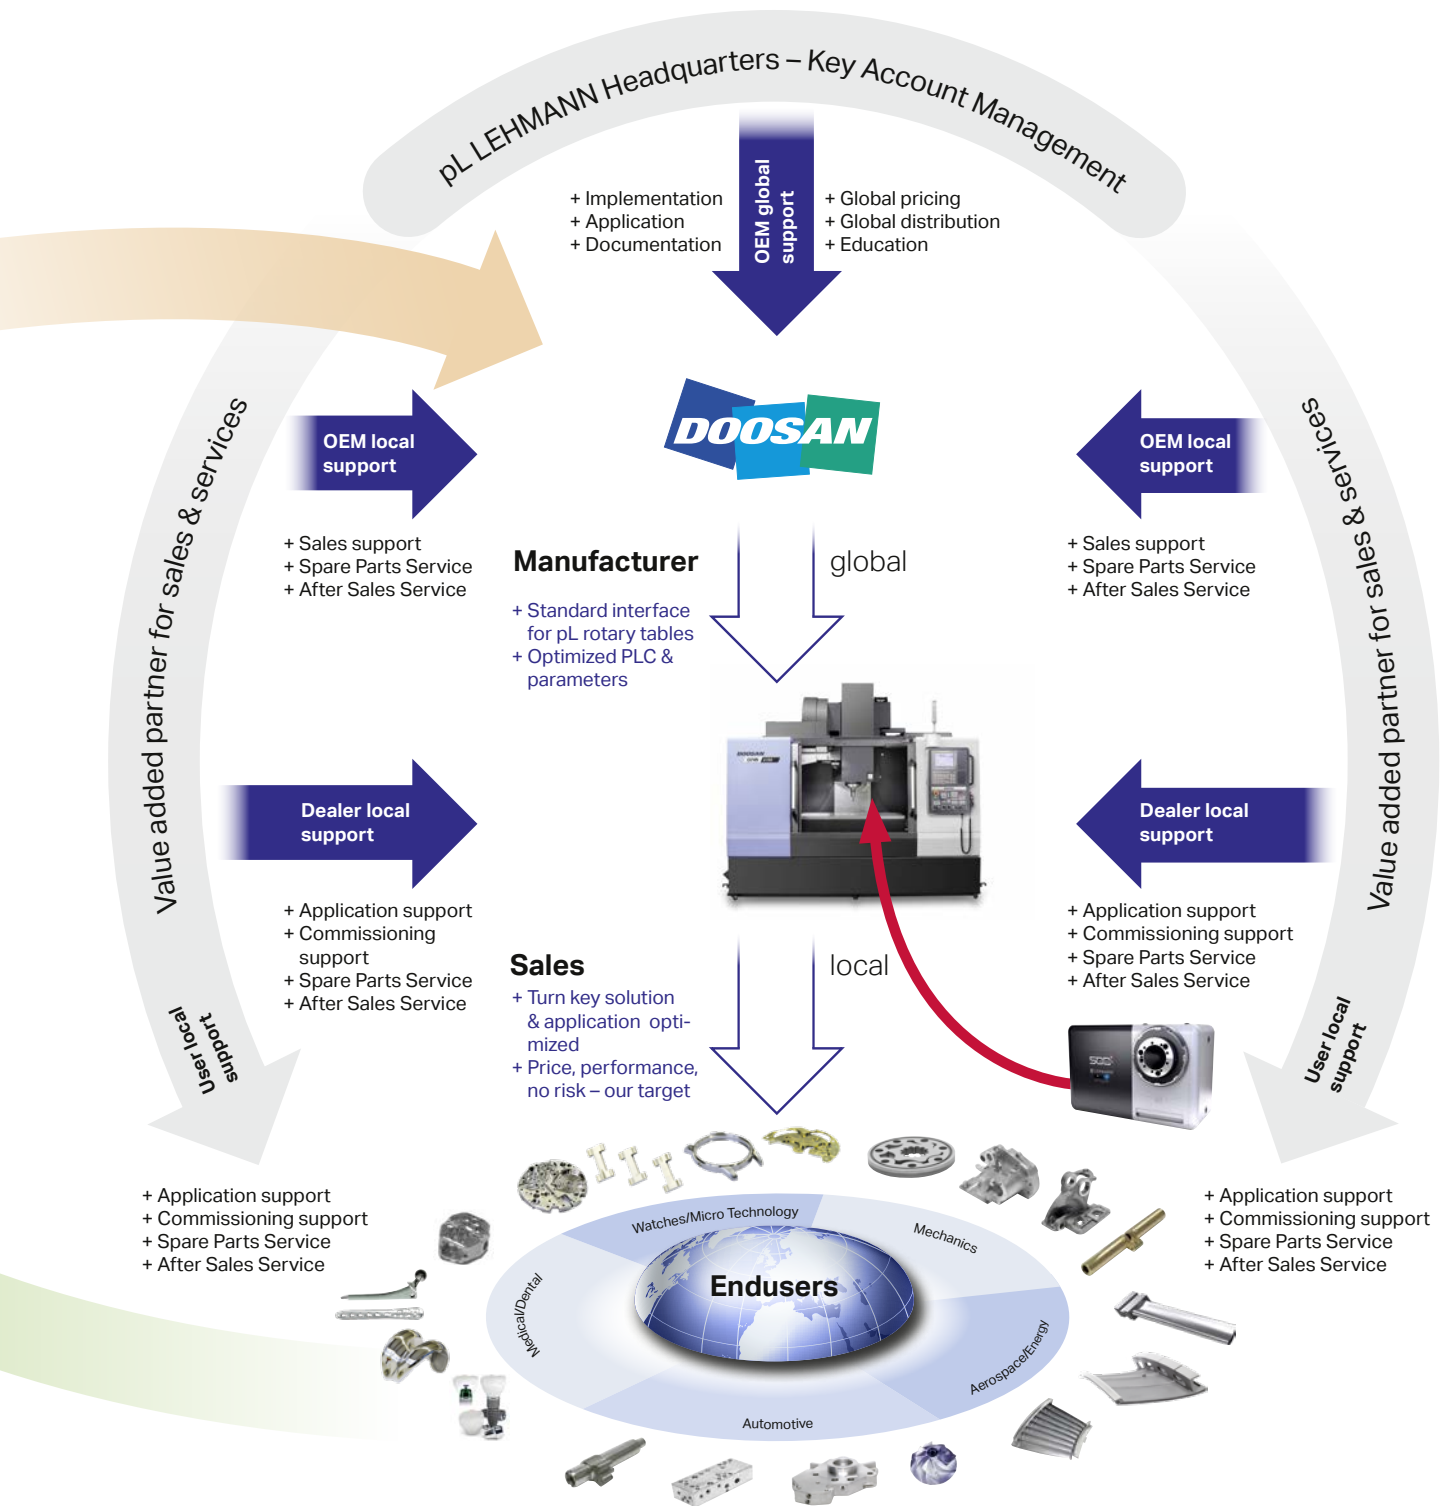 pL LEHMANN Headquarters – Key Account Management
+ Implementation
+ Application
+ Documentation
OEM global
support
+ Global pricing
+ Global distribution
+ Education
DOOSAN
Value added partner for sales & services
OEM local
support
+ Sales support
+ Spare Parts Service
+ After Sales Service
Manufacturer
global
+ Standard interface
for pL rotary tables
+ Optimized PLC &
parameters
OEM local
support
+ Sales support
+ Spare Parts Service
+ After Sales Service
Value added partner for sales & services
DOOSAN
Dealer local
support
+ Application support
+ Commissioning
support
+ Spare Parts Service
+ After Sales Service
Dealer local
support
+ Application support
+ Commissioning support
+ Spare Parts Service
+ After Sales Service
Sales
local
+ Turn key solution
& application opti-
mized
+ Price, performance,
no risk – our target
User local
support
User local
support
+ Application support
+ Commissioning support
+ Spare Parts Service
+ After Sales Service
+ Application support
+ Commissioning support
+ Spare Parts Service
+ After Sales Service
Watches/Micro Technology
Mechanics
Medical/Dental
Endusers
Aerospace/Energy
Automotive